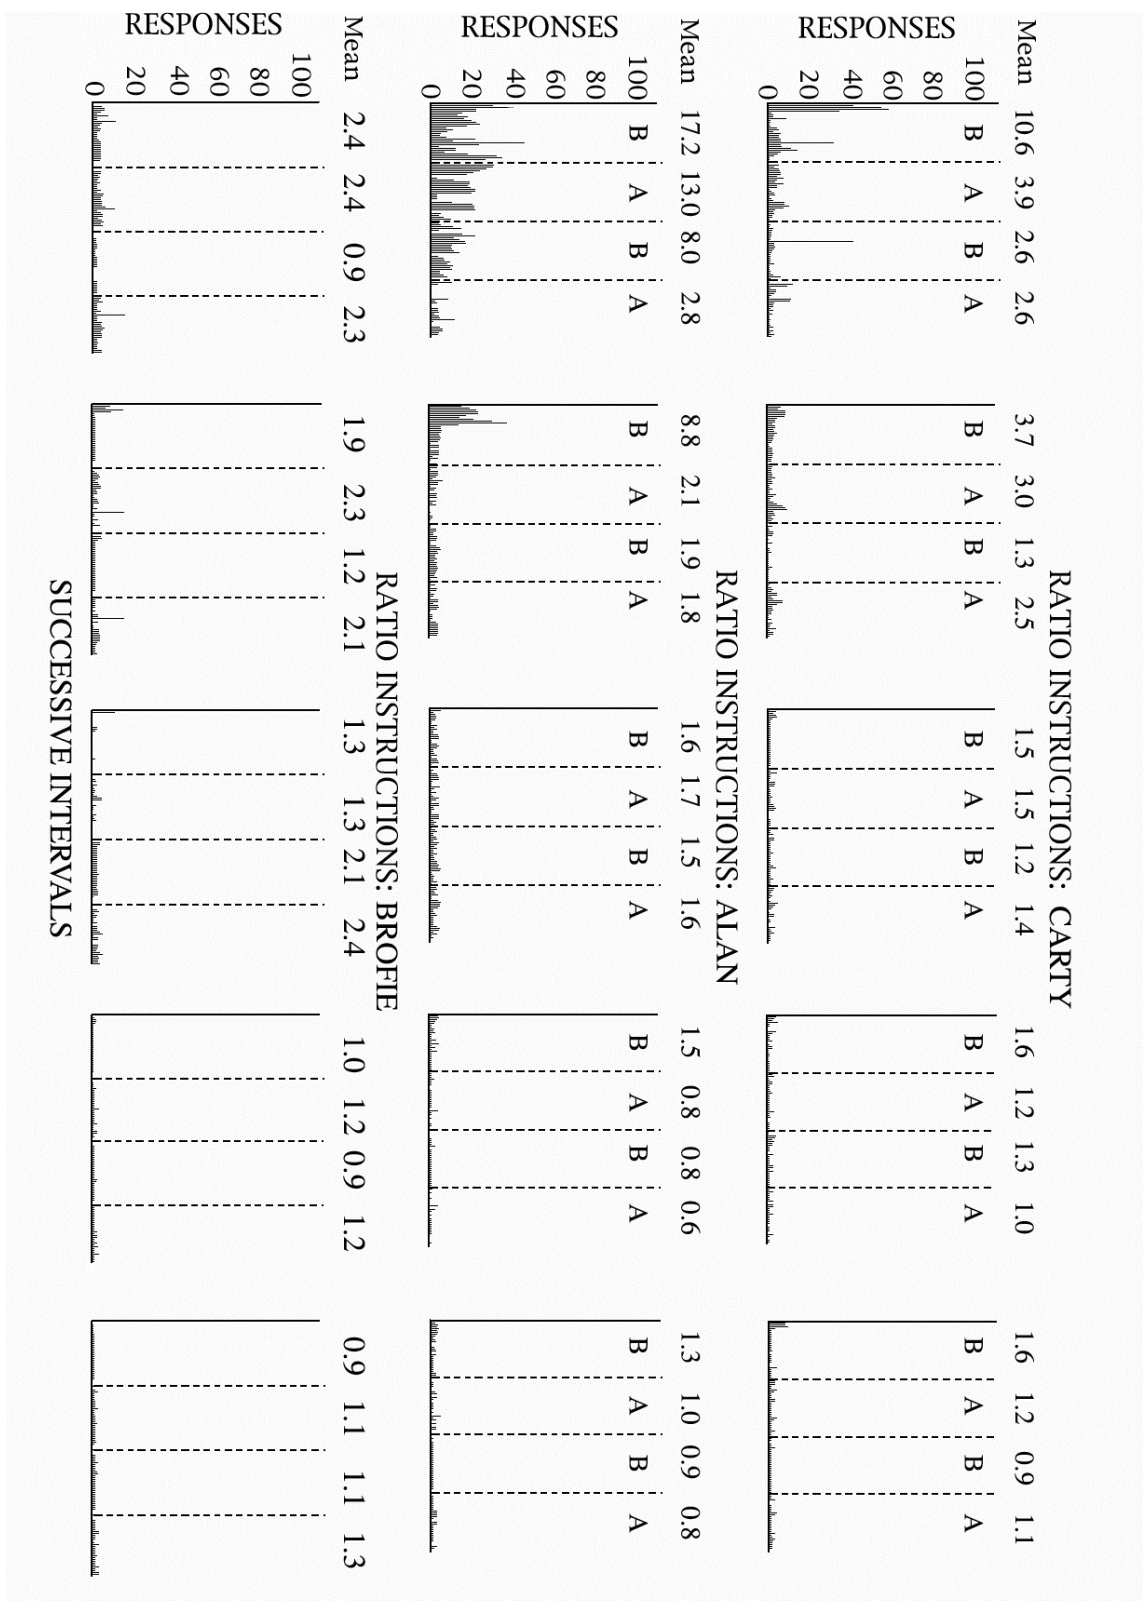 RATIO INSTRUCTIONS: CARTY
Mean 10.6 3.9 2.6 2.6 3.7 3.0 1.3 2.5 1.5 1.5 1.2 1.4 1.6 1.2 1.3 1.0 1.6 1.2 0.9 1.1
B A B A B A B A B A B A B A B A B A B A
RESPONSES
100
80
60
40
20
0
RATIO INSTRUCTIONS: ALAN
Mean 17.2 13.0 8.0 2.8 8.8 2.1 1.9 1.8 1.6 1.7 1.5 1.6 1.5 0.8 0.8 0.6 1.3 1.0 0.9 0.8
B A B A B A B A B A B A B A B A B A B A
RESPONSES
100
80
60
40
20
0
RATIO INSTRUCTIONS: BROFIE
Mean 2.4 2.4 0.9 2.3 1.9 2.3 1.2 2.1 1.3 1.3 2.1 2.4 1.0 1.2 0.9 1.2 0.9 1.1 1.1 1.3
RESPONSES
100
80
60
40
20
0
SUCCESSIVE INTERVALS